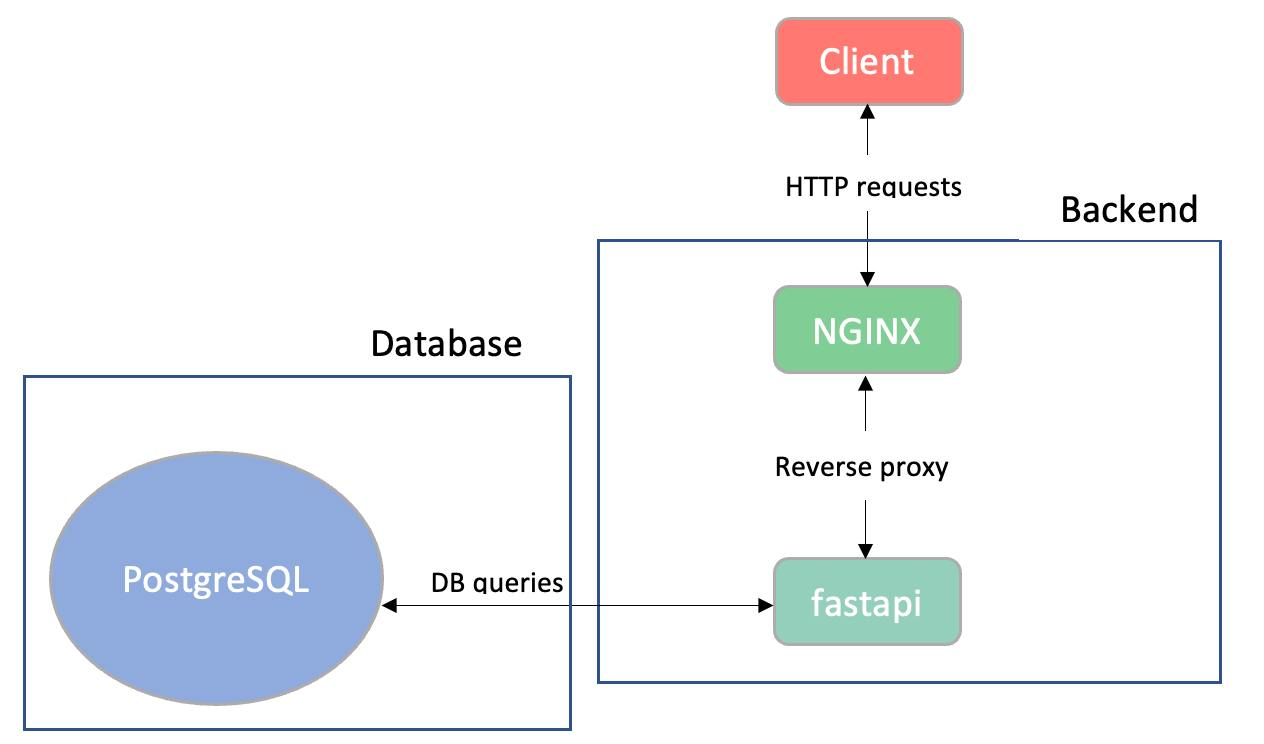 Client
HTTP requests
Backend
NGINX
Database
Reverse proxy
PostgreSQL
DB queries
fastapi